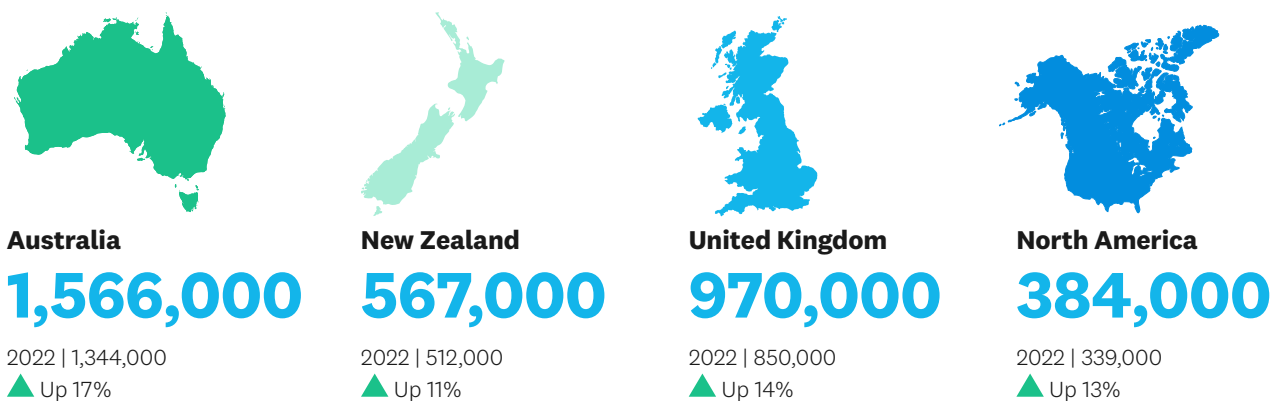 Australia
1,566,000
2022 | 1,344,000
Up 17%
New Zealand
567,000
2022 | 512,000
Up 11%
United Kingdom
970,000
2022 | 850,000
Up 14%
North America
384,000
2022 | 339,000
Up 13%